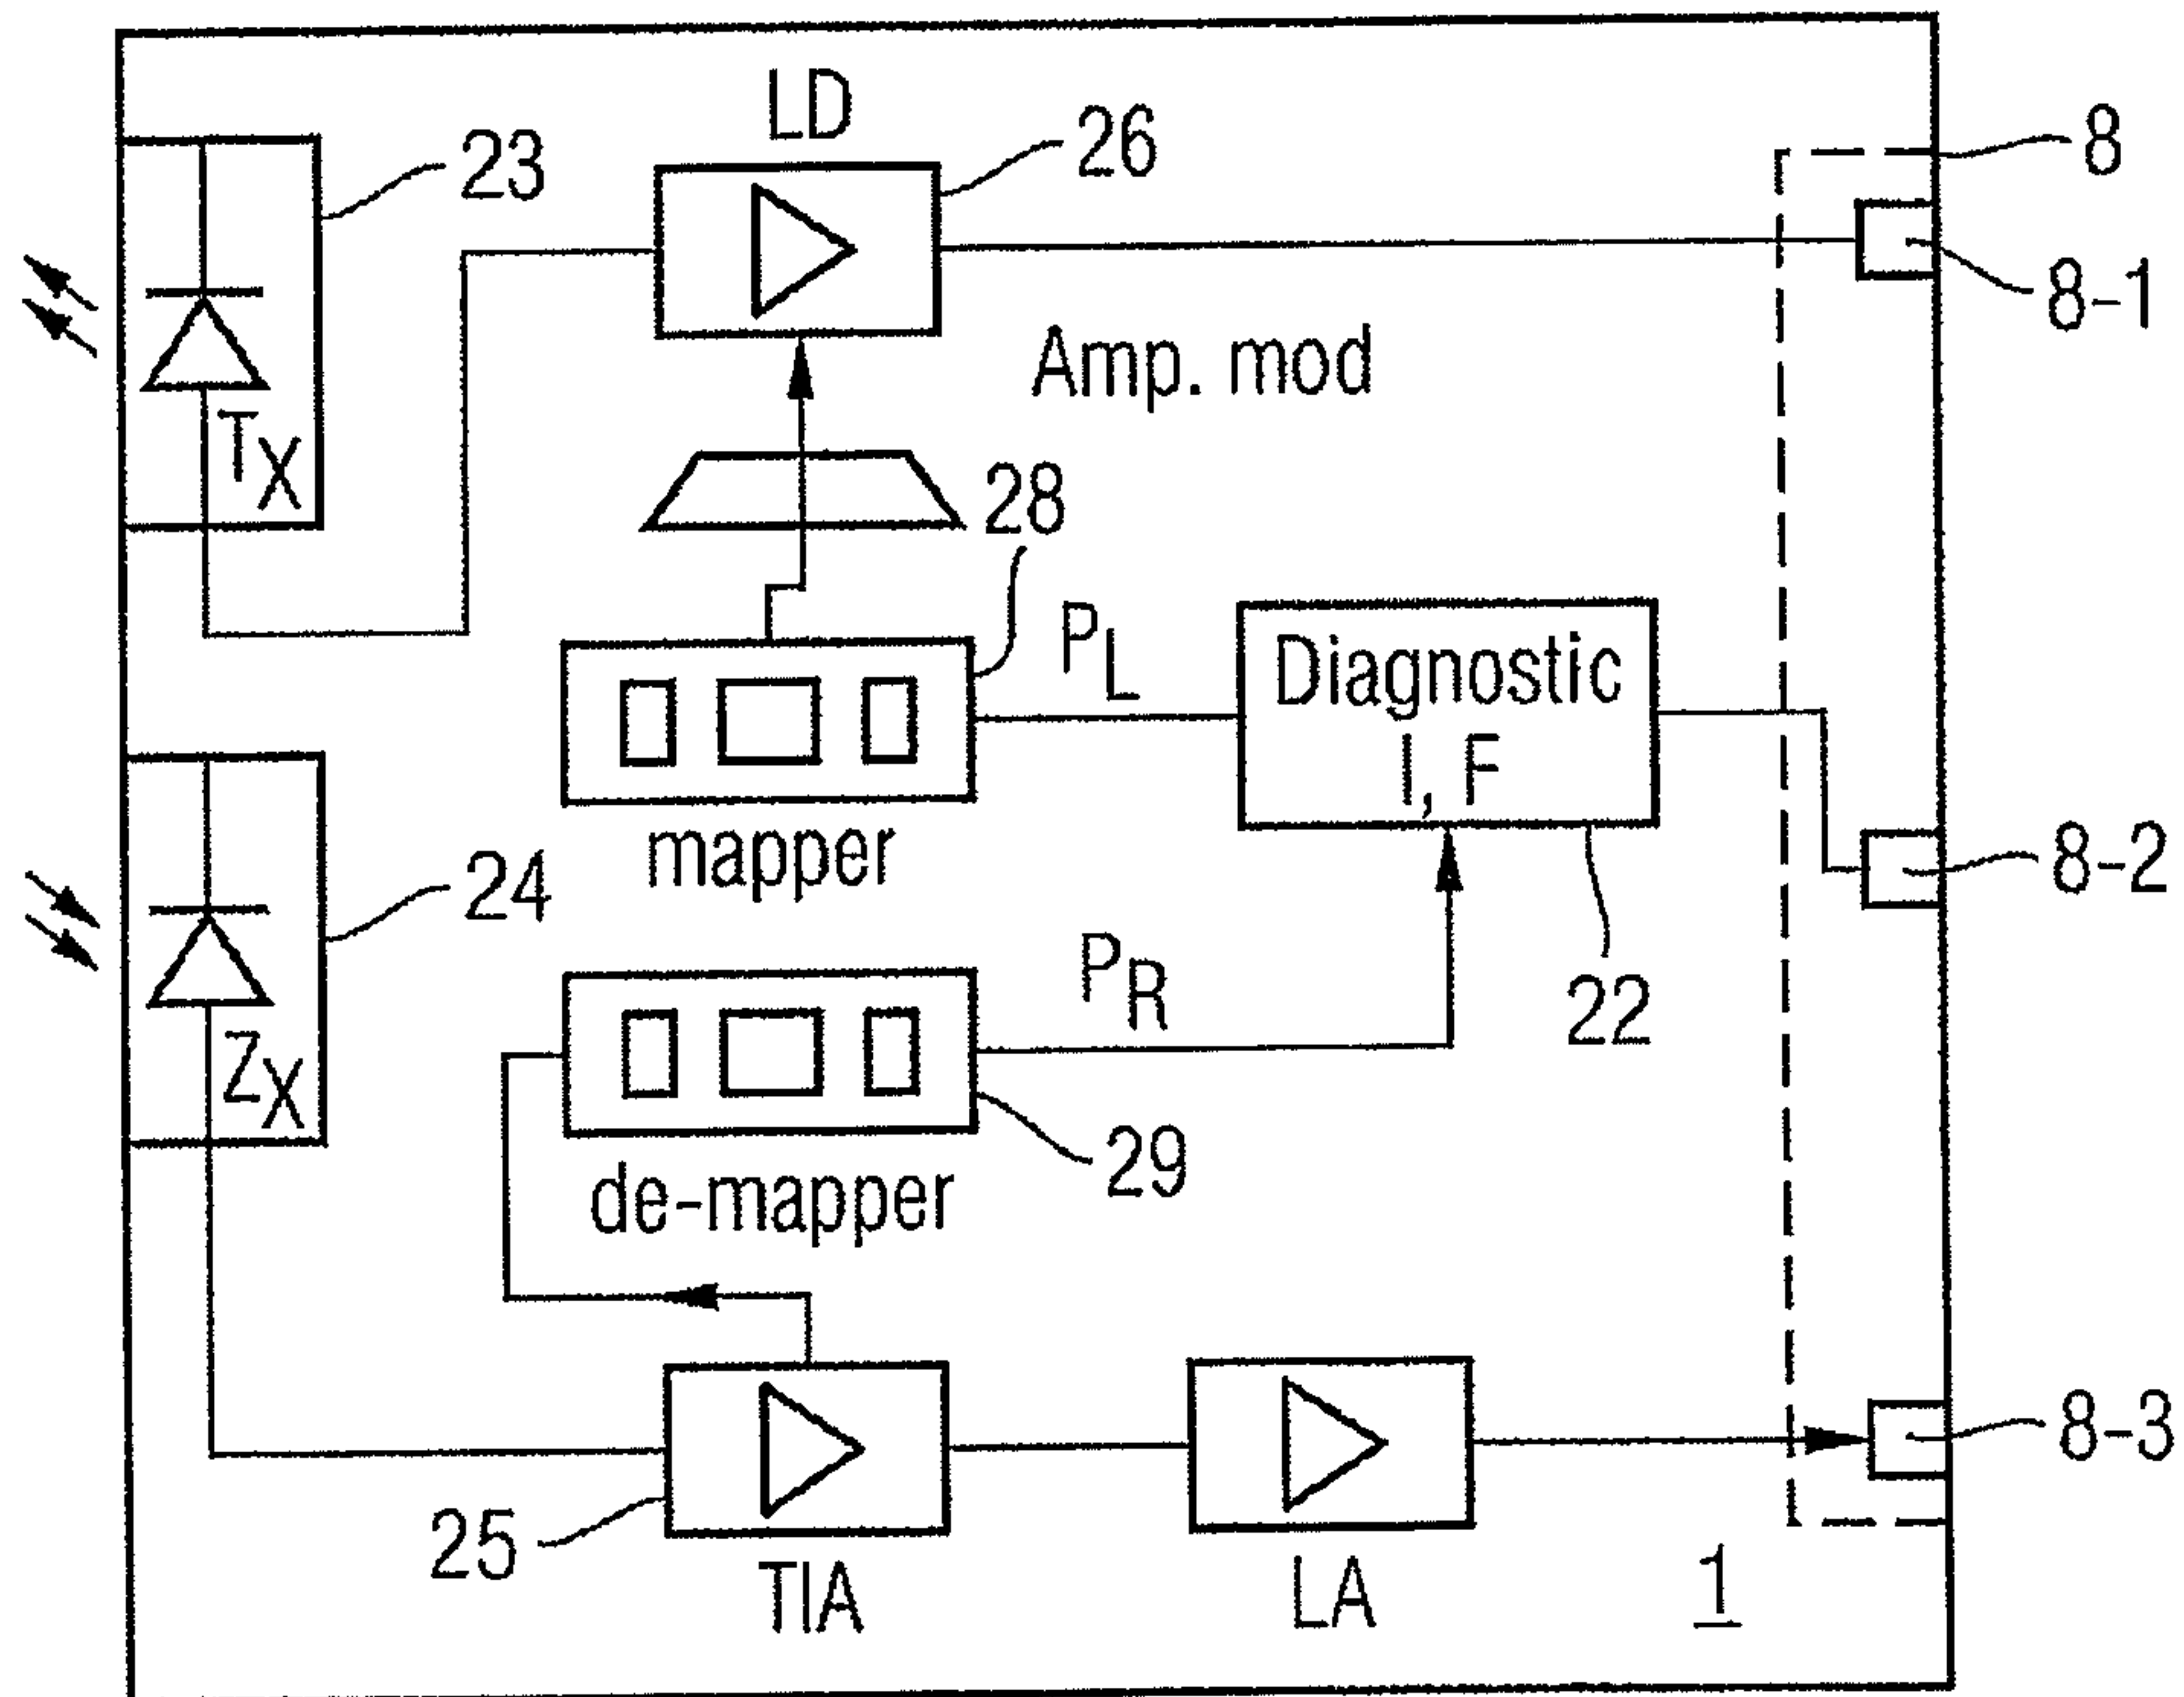 LD
26
8
23
8-1
Amp. mod
TX
28
PL
Diagnostic
I, F
mapper
8-2
24
PR
22
ZX
29
de-mapper
8-3
25
TIA
LA
1